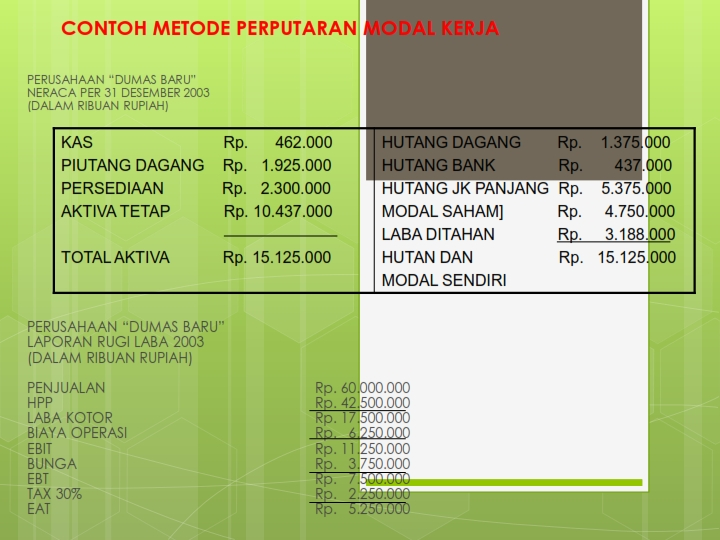 CONTOH METODE PERPUTARAN MODAL KERJA
PERUSAHAAN “DUMAS BARU”
NERACA PER 31 DESEMBER 2003
(DALAM RIBUAN RUPIAH)
KAS Rp. 462.000
PIUTANG DAGANG Rp. 1.925.000
PERSEDIAAN Rp. 2.300.000
AKTIVA TETAP Rp. 10.437.000
TOTAL AKTIVA Rp. 15.125.000
HUTANG DAGANG Rp. 1.375.000
HUTANG BANK Rp. 437.000
HUTANG JK PANJANG Rp. 5.375.000
MODAL SAHAM] Rp. 4.750.000
LABA DITAHAN Rp. 3.188.000
HUTAN DAN Rp. 15.125.000
MODAL SENDIRI
PERUSAHAAN “DUMAS BARU”
LAPORAN RUGI LABA 2003
(DALAM RIBUAN RUPIAH)
PENJUALAN Rp. 60.000.000
HPP Rp. 42.500.000
LABA KOTOR Rp. 17.500.000
BIAYA OPERASI Rp. 6.250.000
EBIT Rp. 11.250.000
BUNGA Rp. 3.750.000
EBT Rp. 7.500.000
TAX 30% Rp. 2.250.000
EAT Rp. 5.250.000